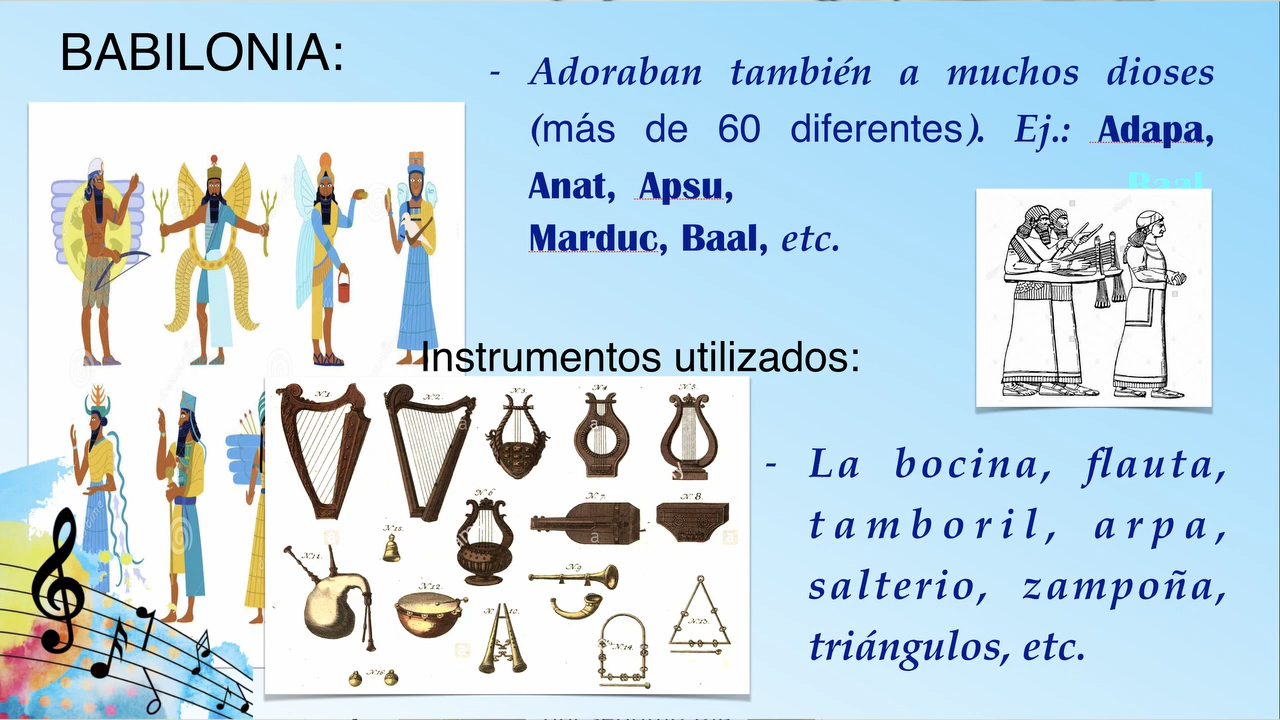 BABILONIA:
- Adoraban también a muchos dioses
(más de 60 diferentes). Ej.: Adapa,
Anat, Apsu,
Baal
Marduc, Baal, etc.
Instrumentos utilizados:
- La bocina, flauta,
tamboril, arpa,
salterio, zampoña,
triángulos, etc.